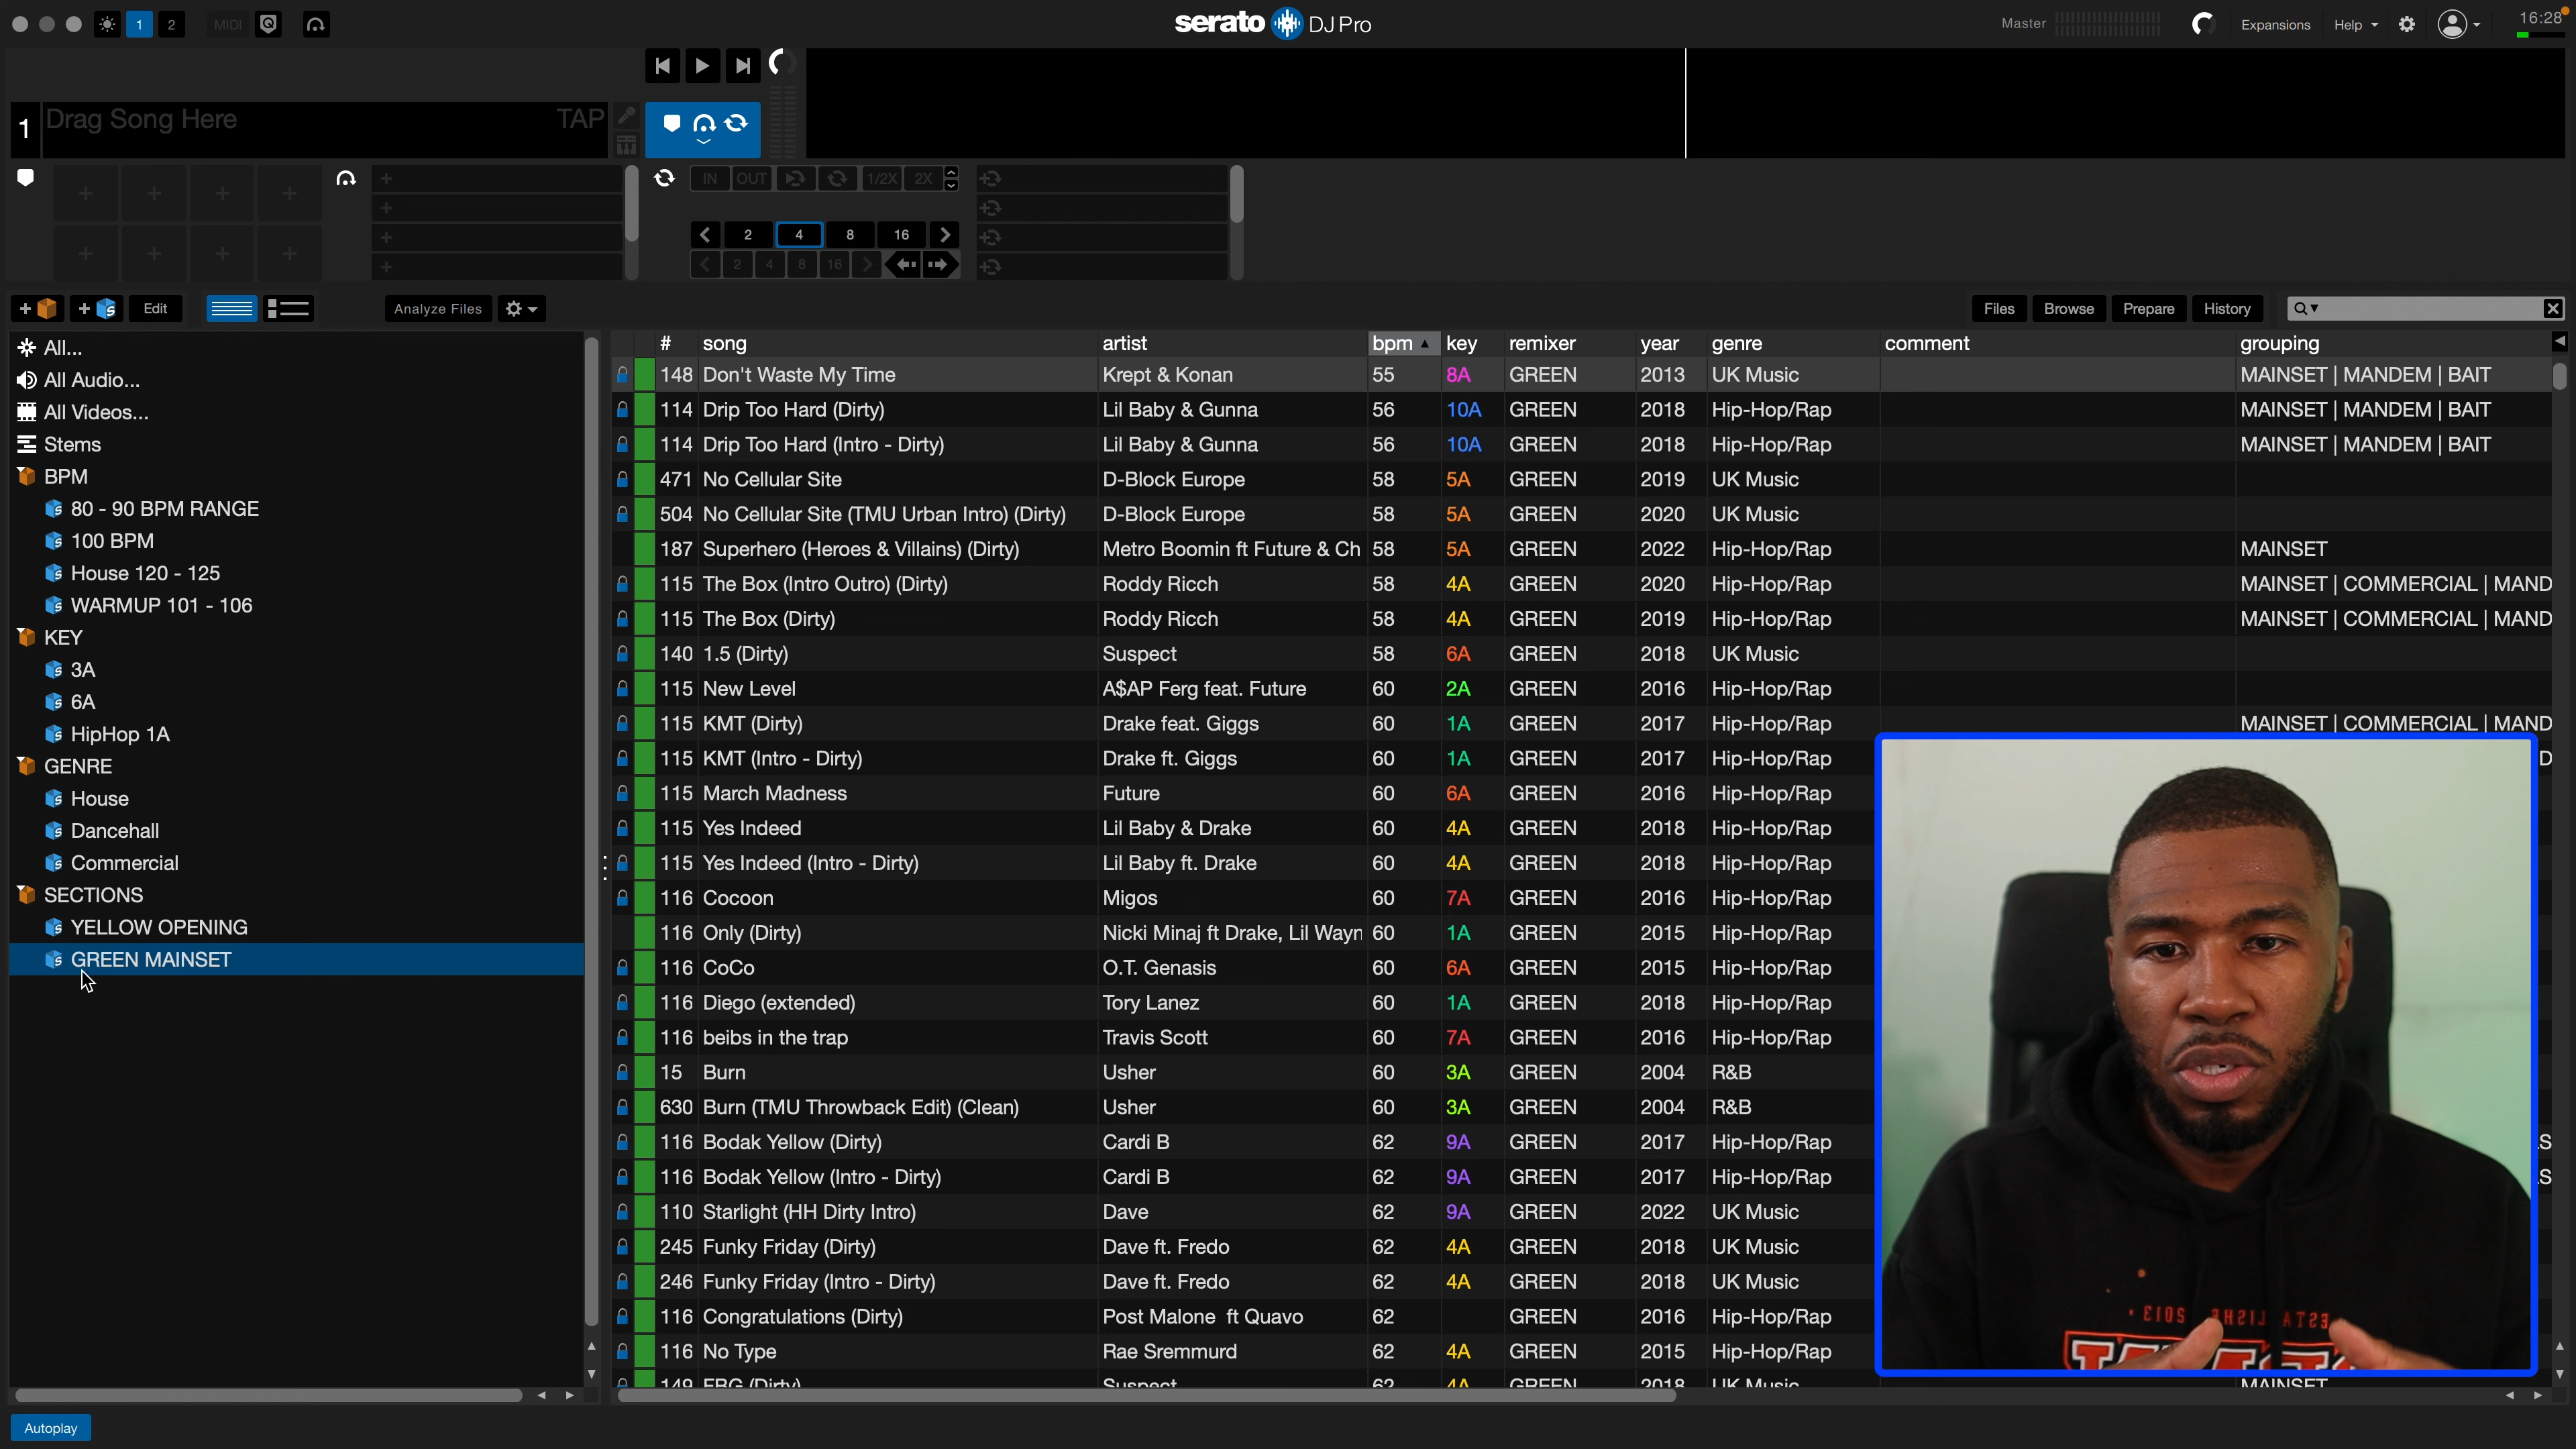 1 2 MIDI serato DJ Pro Master Expansions Help 16:28
1 Drag Song Here TAP
IN OUT 1/2X 2X
2 4 8 16
2 4 8 16
Edit Analyze Files Files Browse Prepare History
All...
All Audio...
All Videos...
Stems
BPM
80 - 90 BPM RANGE
100 BPM
House 120 - 125
WARMUP 101 - 106
KEY
3A
6A
HipHop 1A
GENRE
House
Dancehall
Commercial
SECTIONS
YELLOW OPENING
GREEN MAINSET
# song artist bpm key remixer year genre comment grouping
148 Don't Waste My Time Krept & Konan 55 8A GREEN 2013 UK Music MAINSET | MANDEM | BAIT
114 Drip Too Hard (Dirty) Lil Baby & Gunna 56 10A GREEN 2018 Hip-Hop/Rap MAINSET | MANDEM | BAIT
114 Drip Too Hard (Intro - Dirty) Lil Baby & Gunna 56 10A GREEN 2018 Hip-Hop/Rap MAINSET | MANDEM | BAIT
471 No Cellular Site D-Block Europe 58 5A GREEN 2019 UK Music
504 No Cellular Site (TMU Urban Intro) (Dirty) D-Block Europe 58 5A GREEN 2020 UK Music
187 Superhero (Heroes & Villains) (Dirty) Metro Boomin ft Future & Ch 58 5A GREEN 2022 Hip-Hop/Rap MAINSET
115 The Box (Intro Outro) (Dirty) Roddy Ricch 58 4A GREEN 2020 Hip-Hop/Rap MAINSET | COMMERCIAL | MAND
115 The Box (Dirty) Roddy Ricch 58 4A GREEN 2019 Hip-Hop/Rap MAINSET | COMMERCIAL | MAND
140 1.5 (Dirty) Suspect 58 6A GREEN 2018 UK Music
115 New Level A$AP Ferg feat. Future 60 2A GREEN 2016 Hip-Hop/Rap
115 KMT (Dirty) Drake feat. Giggs 60 1A GREEN 2017 Hip-Hop/Rap MAINSET | COMMERCIAL | MAND
115 KMT (Intro - Dirty) Drake ft. Giggs 60 1A GREEN 2017 Hip-Hop/Rap D
115 March Madness Future 60 6A GREEN 2016 Hip-Hop/Rap
115 Yes Indeed Lil Baby & Drake 60 4A GREEN 2018 Hip-Hop/Rap
115 Yes Indeed (Intro - Dirty) Lil Baby ft. Drake 60 4A GREEN 2018 Hip-Hop/Rap
116 Cocoon Migos 60 7A GREEN 2016 Hip-Hop/Rap
116 Only (Dirty) Nicki Minaj ft Drake, Lil Wayn 60 1A GREEN 2015 Hip-Hop/Rap
116 CoCo O.T. Genasis 60 6A GREEN 2015 Hip-Hop/Rap
116 Diego (extended) Tory Lanez 60 1A GREEN 2018 Hip-Hop/Rap
116 beibs in the trap Travis Scott 60 7A GREEN 2016 Hip-Hop/Rap
15 Burn Usher 60 3A GREEN 2004 R&B
630 Burn (TMU Throwback Edit) (Clean) Usher 60 3A GREEN 2004 R&B
116 Bodak Yellow (Dirty) Cardi B 62 9A GREEN 2017 Hip-Hop/Rap S
116 Bodak Yellow (Intro - Dirty) Cardi B 62 9A GREEN 2017 Hip-Hop/Rap S
110 Starlight (HH Dirty Intro) Dave 62 9A GREEN 2022 UK Music
245 Funky Friday (Dirty) Dave ft. Fredo 62 4A GREEN 2018 UK Music
246 Funky Friday (Intro - Dirty) Dave ft. Fredo 62 4A GREEN 2018 UK Music
116 Congratulations (Dirty) Post Malone ft Quavo 62 GREEN 2016 Hip-Hop/Rap
116 No Type Rae Sremmurd 62 4A GREEN 2015 Hip-Hop/Rap
149 FBG (Dirty) Suspect 62 4A GREEN 2018 UK Music MAINSET
Autoplay